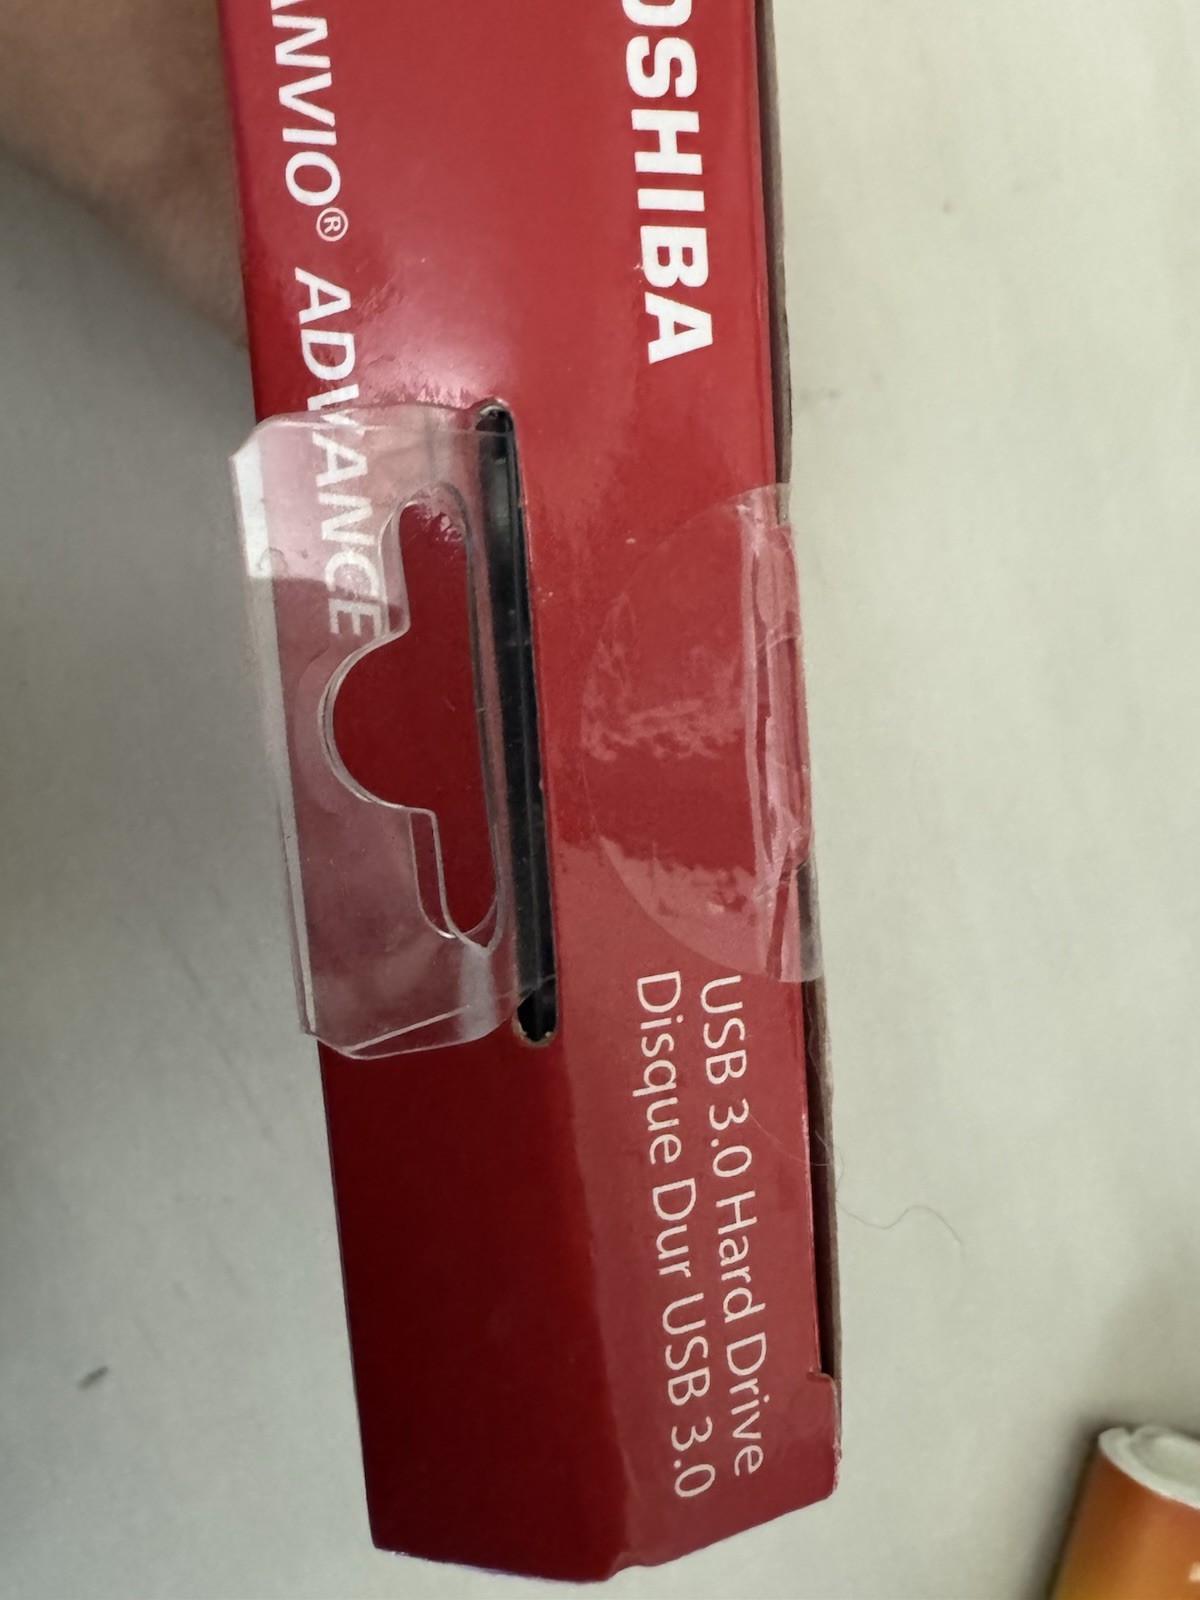 OSHIBA
ANVIO® ADVANCE
USB 3.0 Hard Drive
Disque Dur USB 3.0